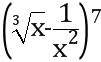 (∛x - 1/x²)⁷